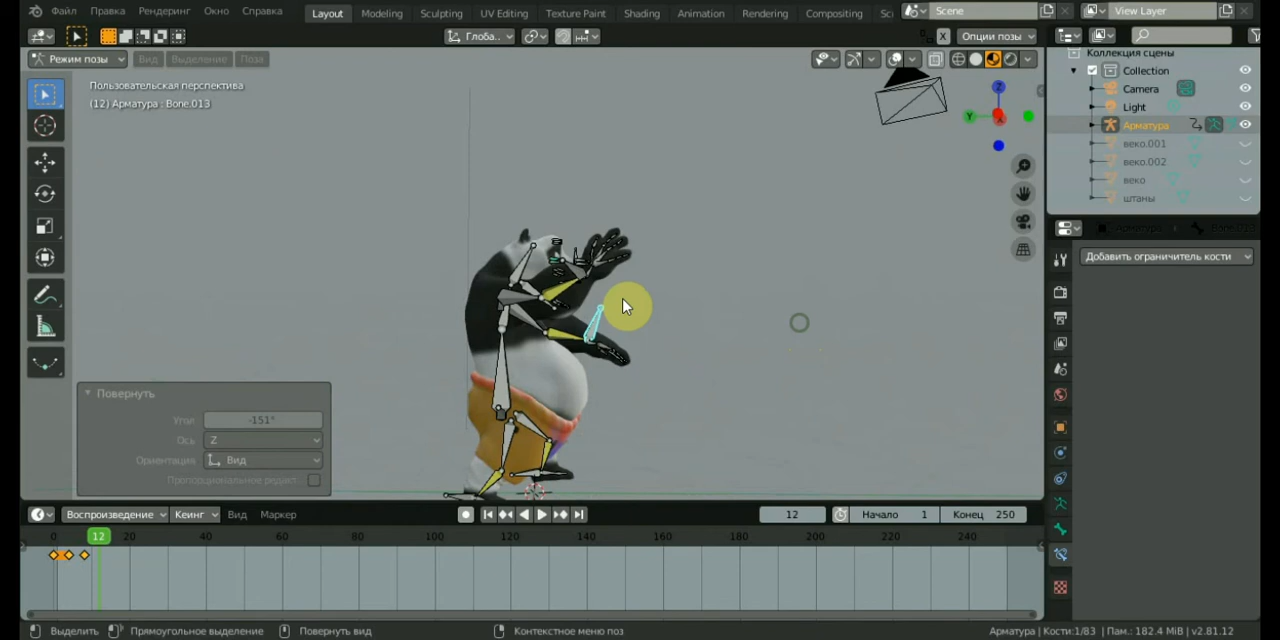 Файл Правка Рендеринг Окно Справка Layout Modeling Sculpting UV Editing Texture Paint Shading Animation Rendering Compositing Sc Scene View Layer
Глоба.. Опции позы
Режим позы Вид Выделение Поза
Коллекция сцены
Collection
Camera
Light
Арматура
веко.001
веко.002
веко
штаны
Пользовательская перспектива
(12) Арматура : Bone.013
Z
Y
X
Арматура Bone.013
Добавить ограничитель кости
Повернуть
Угол -151°
Ось Z
Ориентация Вид
Пропорциональное редакт
Воспроизведение Кеинг Вид Маркер 12 Начало 1 Конец 250
0 12 20 40 60 80 100 120 140 160 180 200 220 240
Выделить Прямоугольное выделение Повернуть вид Контекстное меню поз Арматура | Кости:1/83 | Пам.: 182.4 MiB | v2.81.12